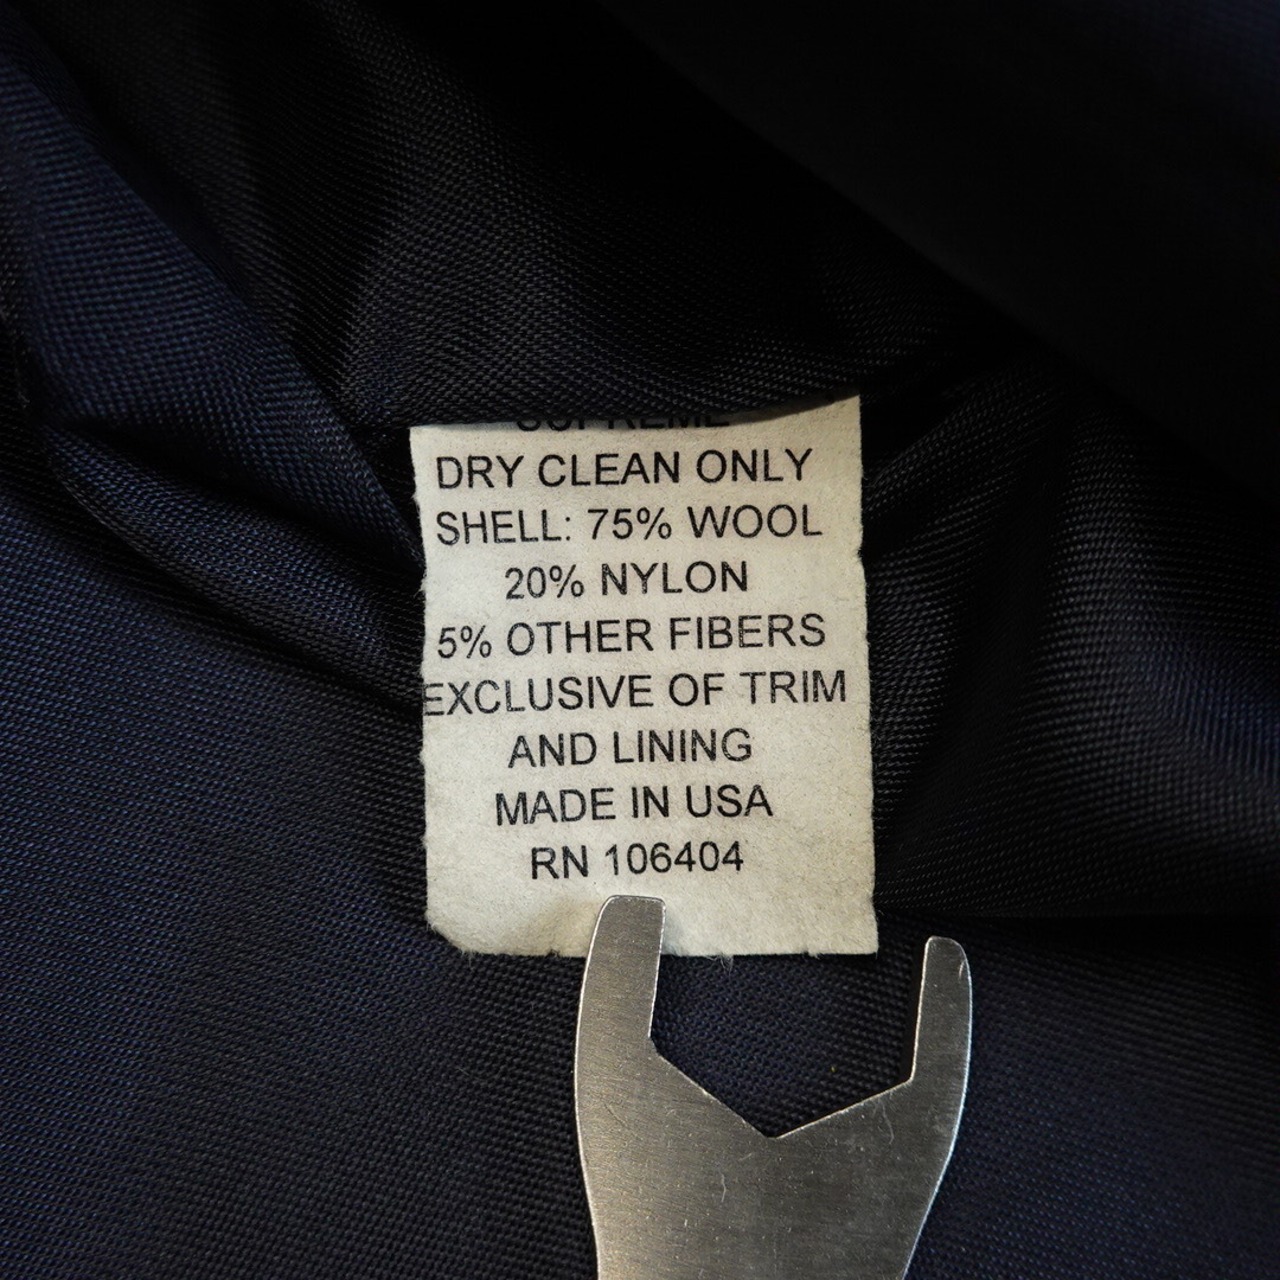 SUPREME
DRY CLEAN ONLY
SHELL: 75% WOOL
20% NYLON
5% OTHER FIBERS
EXCLUSIVE OF TRIM
AND LINING
MADE IN USA
RN 106404